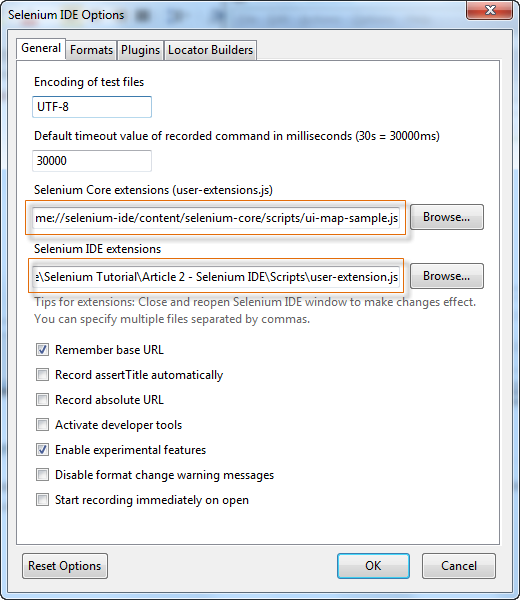 Selenium IDE Options
General Formats Plugins Locator Builders
Encoding of test files
UTF-8
Default timeout value of recorded command in milliseconds (30s = 30000ms)
30000
Selenium Core extensions (user-extensions.js)
me://selenium-ide/content/selenium-core/scripts/ui-map-sample.js Browse...
Selenium IDE extensions
e\Selenium Tutorial\Article 2 - Selenium IDE\Scripts\user-extension.js Browse...
Tips for extensions: Close and reopen Selenium IDE window to make changes effect.
You can specify multiple files separated by commas.
Remember base URL
Record assertTitle automatically
Record absolute URL
Activate developer tools
Enable experimental features
Disable format change warning messages
Start recording immediately on open
Reset Options OK Cancel